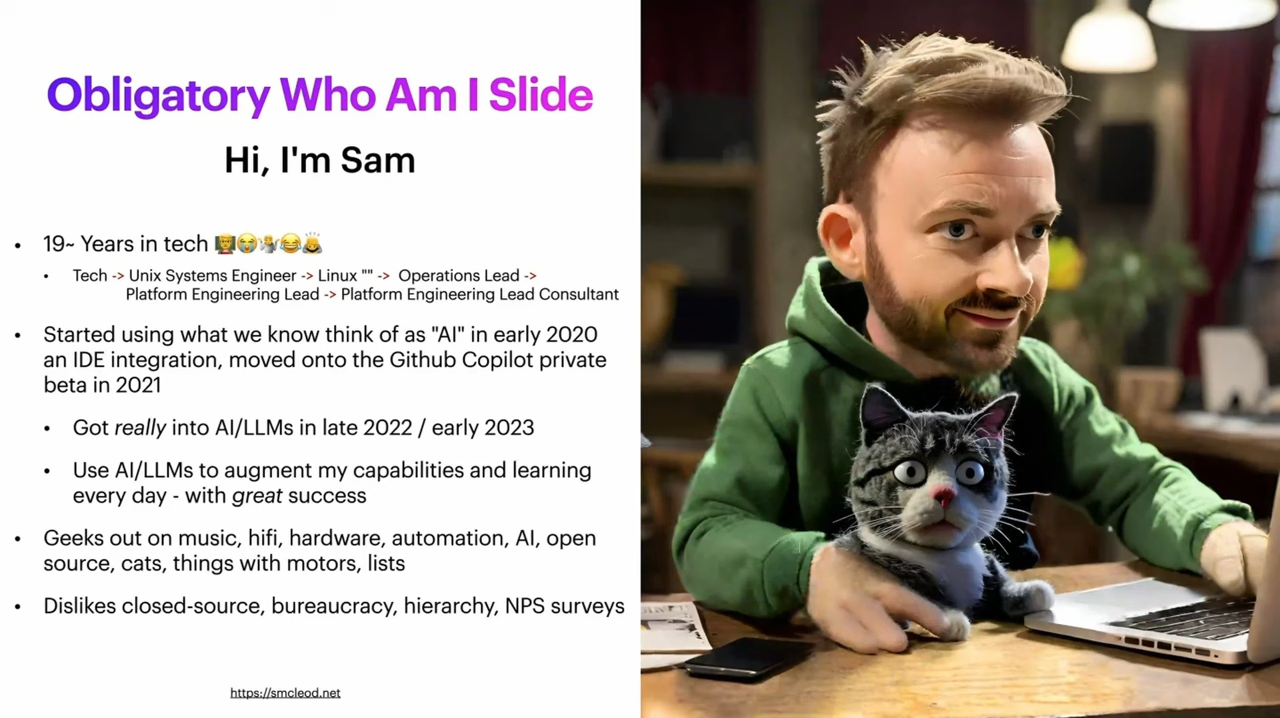 Obligatory Who Am I Slide
Hi, I'm Sam
• 19~ Years in tech 👨‍🏫😭🤷‍♂️😂🙇
• Tech -> Unix Systems Engineer -> Linux "" -> Operations Lead ->
Platform Engineering Lead -> Platform Engineering Lead Consultant
• Started using what we know think of as "AI" in early 2020
an IDE integration, moved onto the Github Copilot private
beta in 2021
• Got really into AI/LLMs in late 2022 / early 2023
• Use AI/LLMs to augment my capabilities and learning
every day - with great success
• Geeks out on music, hifi, hardware, automation, AI, open
source, cats, things with motors, lists
• Dislikes closed-source, bureaucracy, hierarchy, NPS surveys
https://smcleod.net